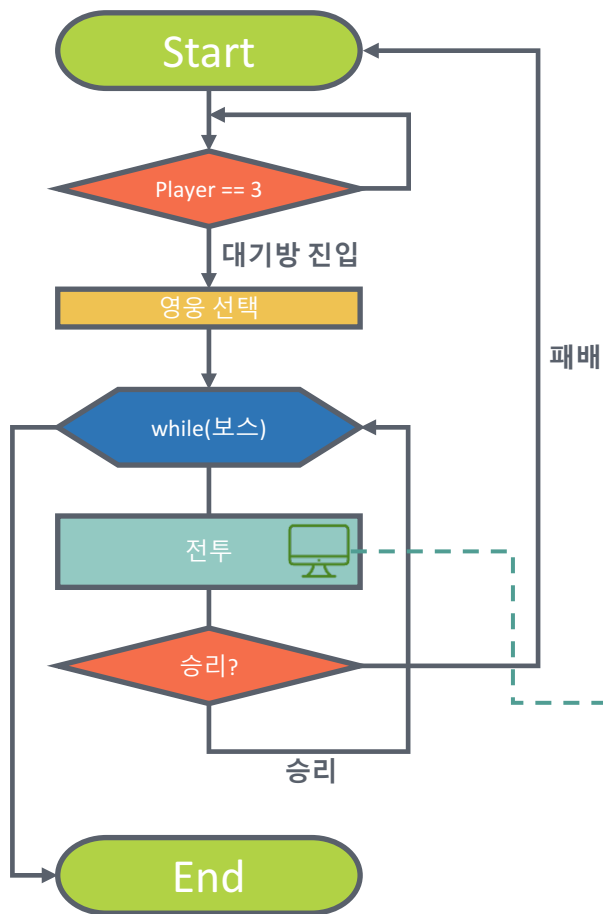 Start
Player == 3
대기방 진입
영웅 선택
패배
while(보스)
전투
승리?
승리
End